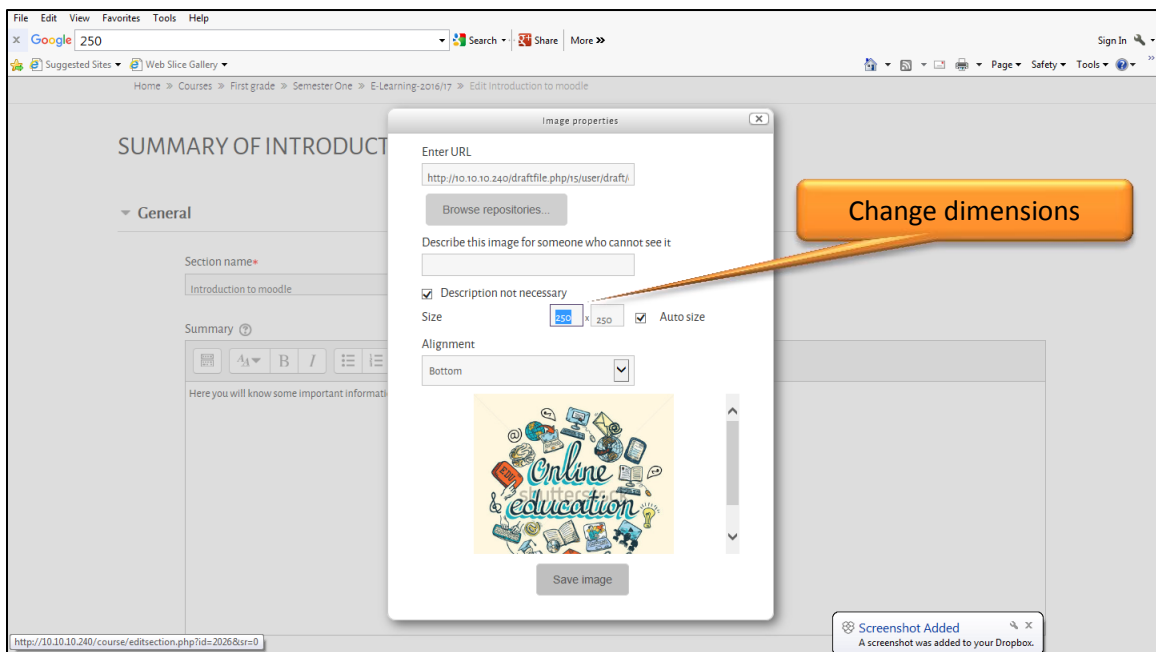 File Edit View Favorites Tools Help
x Google 250 Search Share More »
Sign In
Suggested Sites Web Slice Gallery
Page Safety Tools
Home » Courses » First grade » Semester One » E-Learning-2016/17 » Edit Introduction to moodle
Image properties
SUMMARY OF INTRODUCT
Enter URL
http://10.10.10.240/draftfile.php/15/user/draft/
Browse repositories...
Change dimensions
General
Describe this image for someone who cannot see it
Section name*
Introduction to moodle
Description not necessary
Size 250 x 250 Auto size
Summary
Alignment
B I
Bottom
Here you will know some important informati
@
EDU
Online
shutterstock
education
&
Save image
Screenshot Added
A screenshot was added to your Dropbox.
http://10.10.10.240/course/editsection.php?id=2026&sr=0